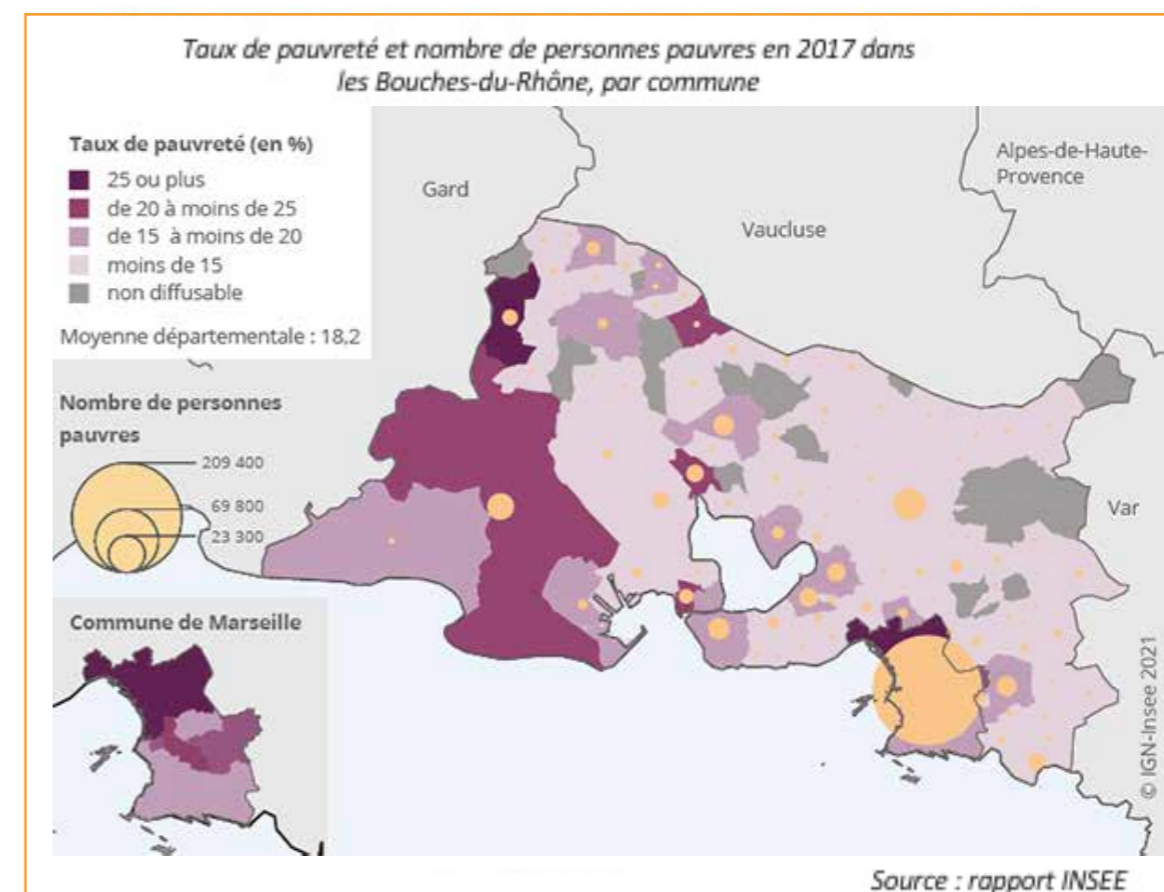 Taux de pauvreté et nombre de personnes pauvres en 2017 dans
les Bouches-du-Rhône, par commune
Taux de pauvreté (en %)
25 ou plus
de 20 à moins de 25
de 15 à moins de 20
moins de 15
non diffusable
Moyenne départementale : 18,2
Nombre de personnes
pauvres
209 400
69 800
23 300
Gard
Vaucluse
Alpes-de-Haute-
Provence
Var
Commune de Marseille
© IGN-Insee 2021
Source : rapport INSEE